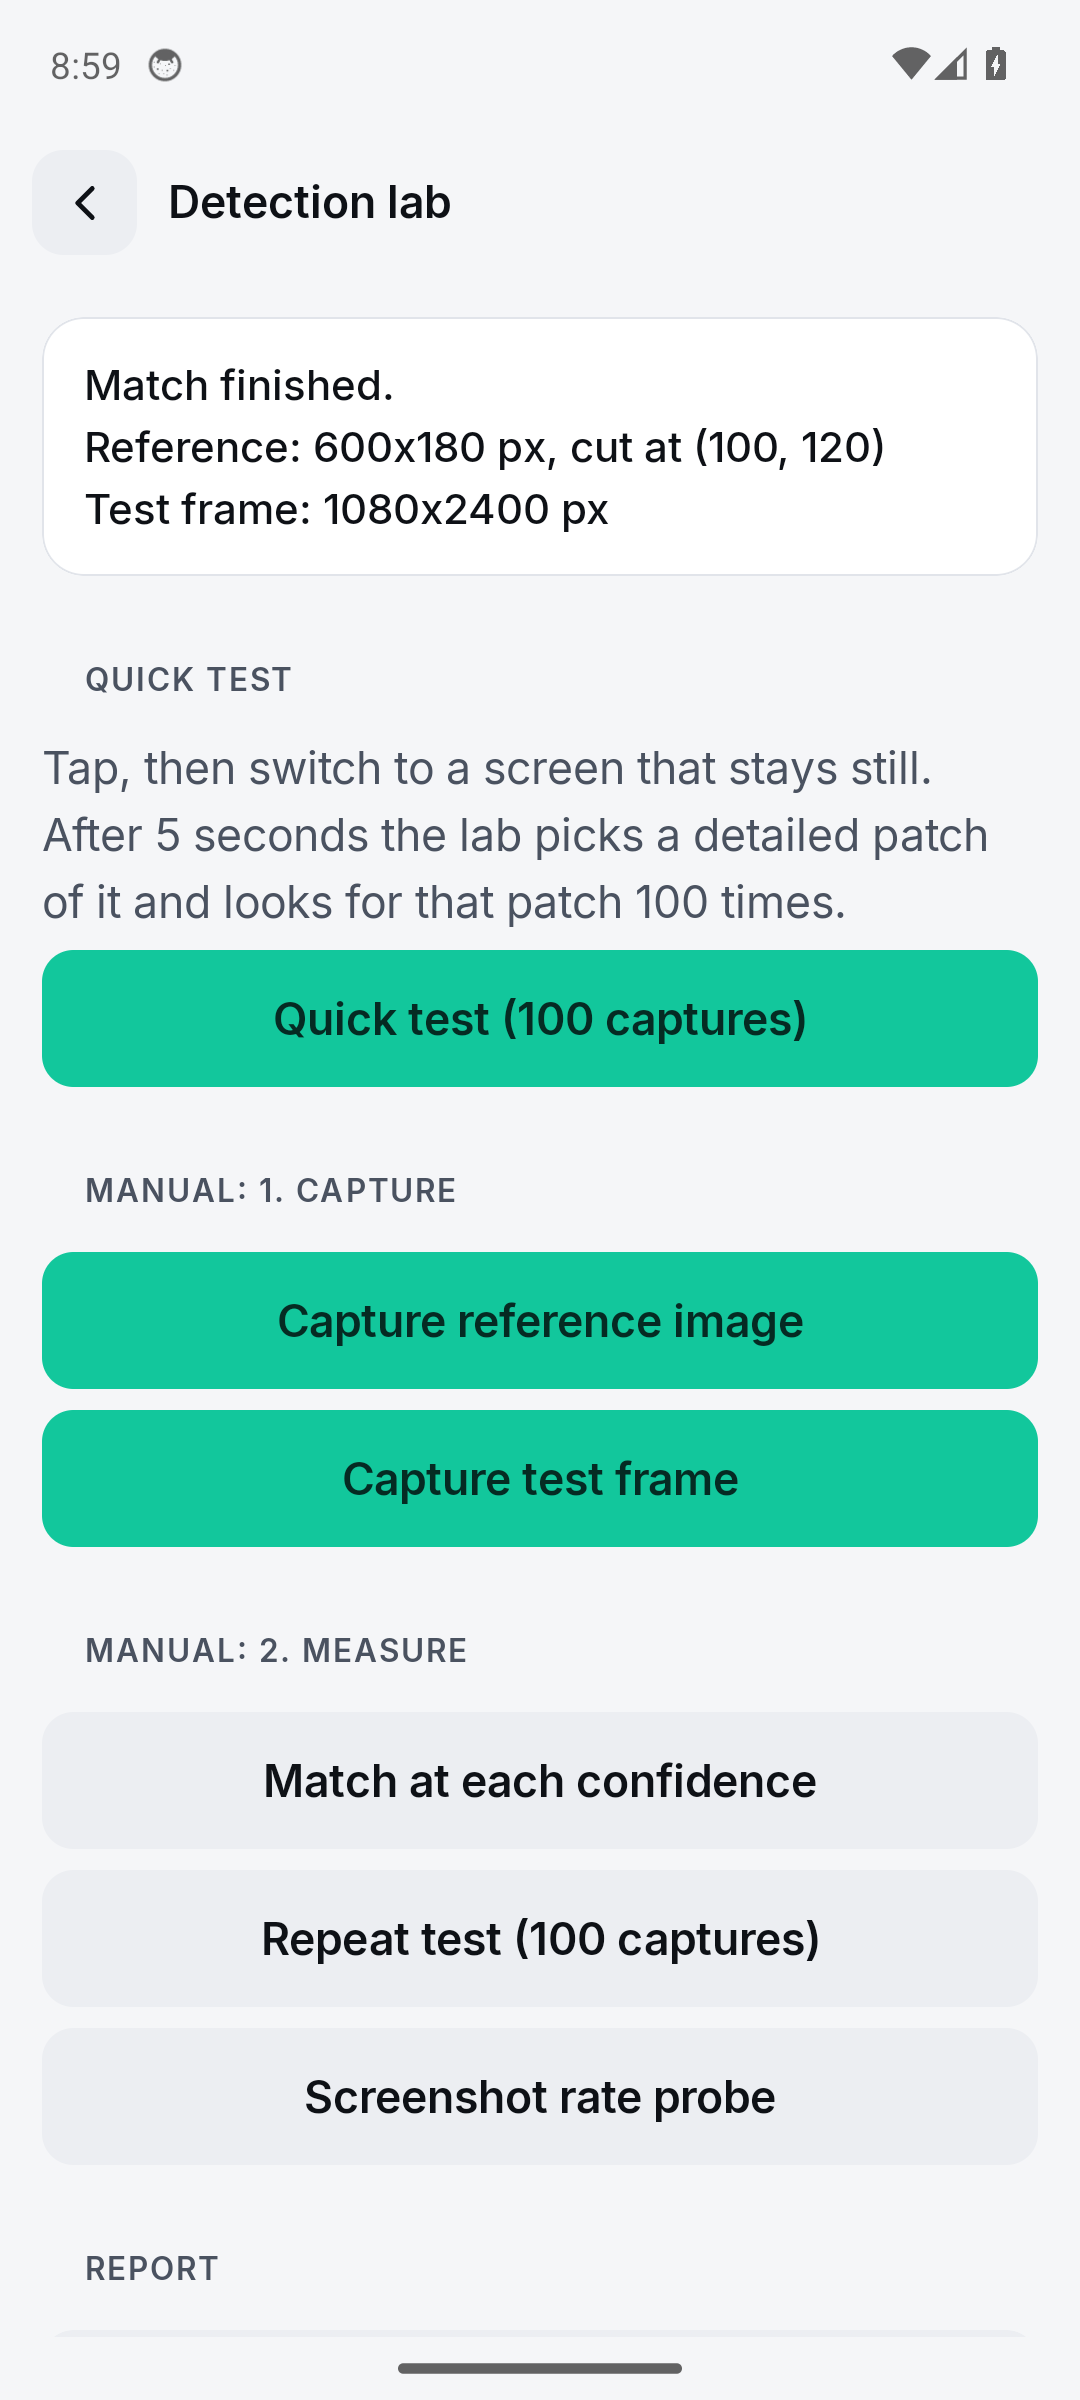 8:59
Detection lab
Match finished.
Reference: 600x180 px, cut at (100, 120)
Test frame: 1080x2400 px
QUICK TEST
Tap, then switch to a screen that stays still.
After 5 seconds the lab picks a detailed patch
of it and looks for that patch 100 times.
Quick test (100 captures)
MANUAL: 1. CAPTURE
Capture reference image
Capture test frame
MANUAL: 2. MEASURE
Match at each confidence
Repeat test (100 captures)
Screenshot rate probe
REPORT